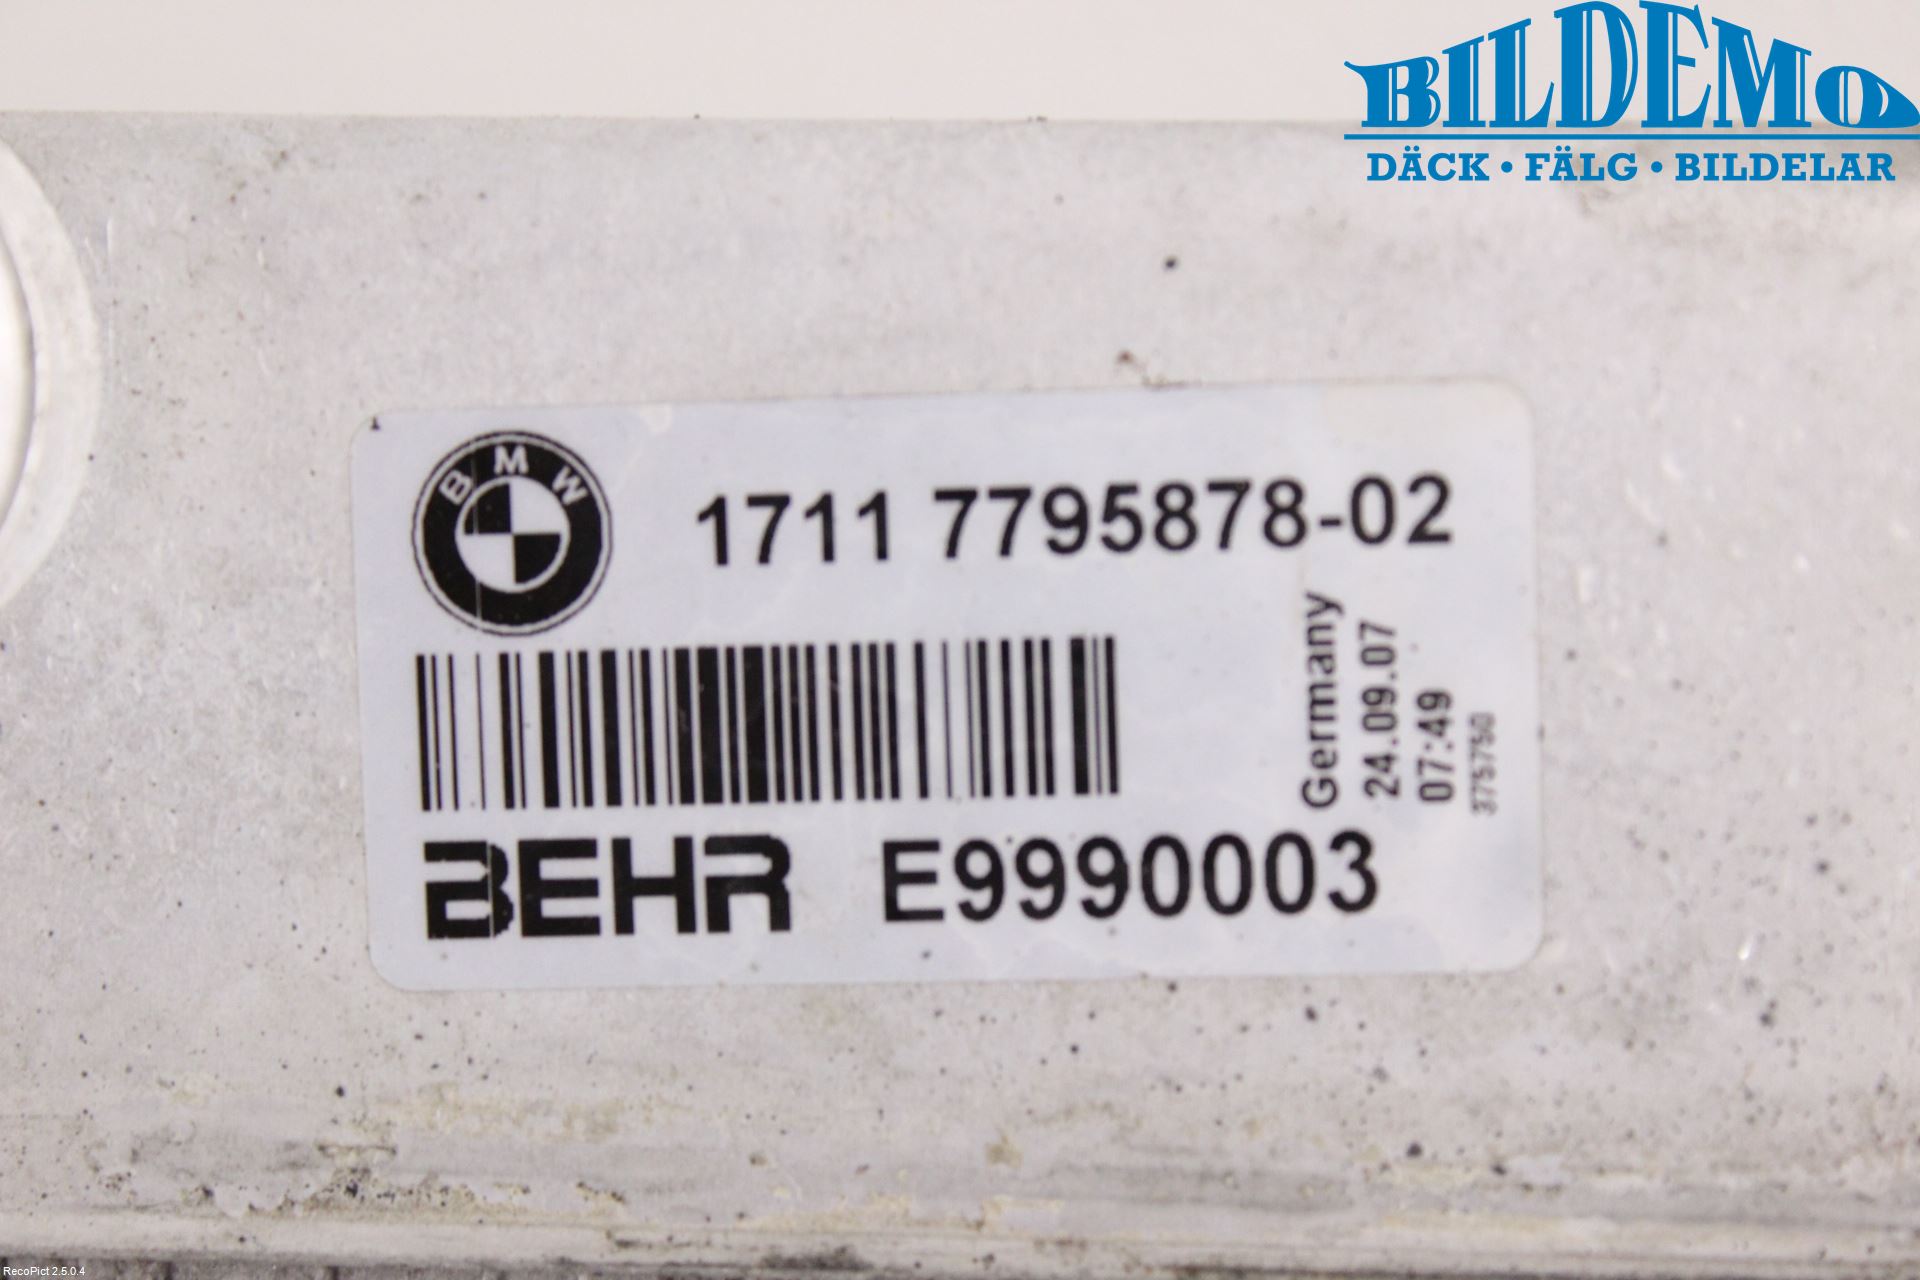 BILDEMO
DÄCK • FÄLG • BILDELAR
BMW
1711 7795878-02
Germany
24.09.07
07:49
3757750
BEHR E9990003
RecoPict 2.5.0.4